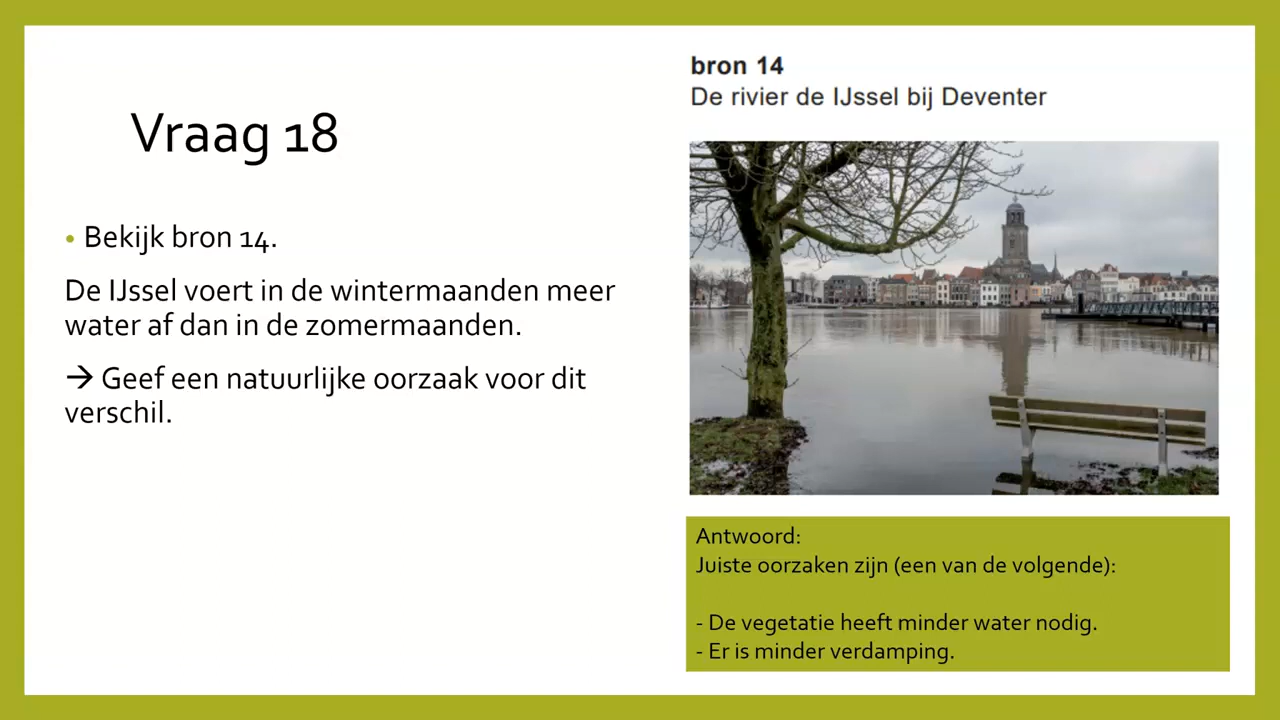 Vraag 18
• Bekijk bron 14.
De IJssel voert in de wintermaanden meer
water af dan in de zomermaanden.
→ Geef een natuurlijke oorzaak voor dit
verschil.
bron 14
De rivier de IJssel bij Deventer
Antwoord:
Juiste oorzaken zijn (een van de volgende):
- De vegetatie heeft minder water nodig.
- Er is minder verdamping.